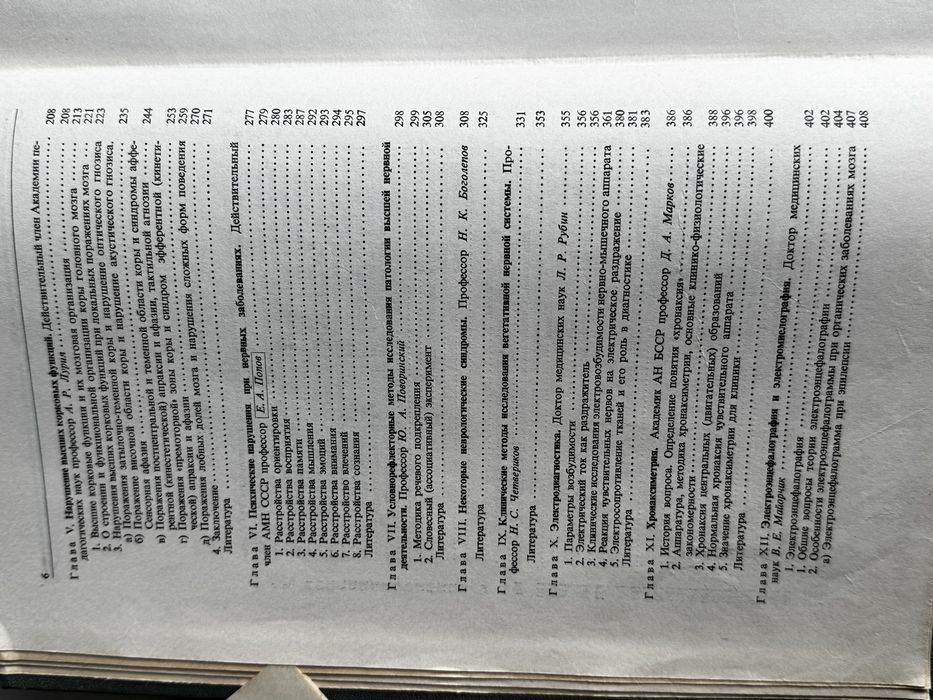 6
Глава V. Нарушение высших корковых функций. Действительный член Академии педагогических наук профессор А. Р. Лурия . . . 208
1. Высшие корковые функции и их мозговая организация . . . 208
2. О строении и функциональной организации коры головного мозга . . . 213
3. Нарушения высших корковых функций при локальных поражениях мозга . . . 221
а) Поражения затылочно-теменной коры и нарушение оптического гнозиса . . . 223
б) Поражение височной области коры и нарушение акустического гнозиса.
Сенсорная афазия . . . 235
в) Поражения постцентральной и теменной области коры и синдромы афферентной (кинестетической) апраксии и афазии, тактильной агнозии . . . 244
г) Поражения «премоторной» зоны коры и синдром эфферентной (кинетической) апраксии и афазии . . . 253
д) Поражения лобных долей мозга и нарушения сложных форм поведения . . . 259
4. Заключение . . . 270
Литература . . . 271
Глава VI. Психические нарушения при нервных заболеваниях. Действительный
член АМН СССР профессор Е. А. Попов . . . 277
1. Расстройства ориентировки . . . 279
2. Расстройства восприятия . . . 280
3. Расстройства памяти . . . 283
4. Расстройства мышления . . . 287
5. Расстройства эмоций . . . 292
6. Расстройства внимания . . . 293
7. Расстройство влечений . . . 294
8. Расстройства сознания . . . 295
Литература . . . 297
Глава VII. Условнорефлекторные методы исследования патологии высшей нервной
деятельности. Профессор Ю. А. Поворинский . . . 298
1. Методика речевого подкрепления . . . 299
2. Словесный (ассоциативный) эксперимент . . . 305
Литература . . . 308
Глава VIII. Некоторые неврологические синдромы. Профессор Н. К. Боголепов . . . 308
Литература . . . 325
Глава IX. Клинические методы исследования вегетативной нервной системы. Профессор Н. С. Четвериков . . . 331
Литература . . . 353
Глава X. Электродиагностика. Доктор медицинских наук Л. Р. Рубин . . . 355
1. Параметры возбудимости . . . 356
2. Электрический ток как раздражитель . . . 356
3. Клинические исследования электровозбудимости нервно-мышечного аппарата . . . 356
4. Реакция чувствительных нервов на электрическое раздражение . . . 361
5. Электросопротивление тканей и его роль в диагностике . . . 380
Литература . . . 381
Глава XI. Хронаксиметрия. Академик АН БССР профессор Д. А. Марков . . . 383
1. История вопроса. Определение понятия «хронаксия» . . . 386
2. Аппаратура, методика хронаксиметрии, основные клинико-физиологические
закономерности . . . 386
3. Хронаксия центральных (двигательных) образований . . . 388
4. Нормальная хронаксия чувствительного аппарата . . . 396
5. Значение хронаксиметрии для клиники . . . 396
Литература . . . 398
Глава XII. Электроэнцефалография и электромиелография. Доктор медицинских
наук В. Е. Майорчик . . . 400
1. Электроэнцефалография . . . 402
1. Общие вопросы теории электроэнцефалографии . . . 402
2. Особенности электроэнцефалограммы при органических заболеваниях мозга . . . 404
а) Электроэнцефалограмма при эпилепсии . . . 407
408